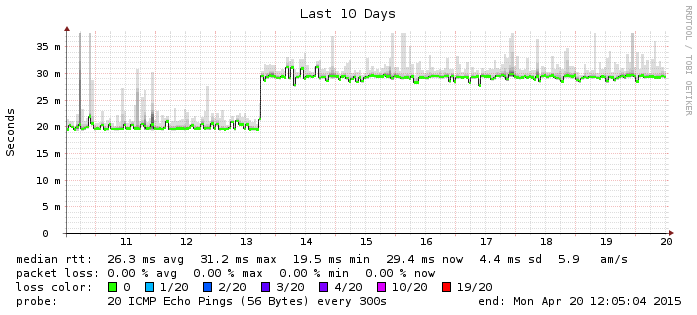 Last 10 Days
RRDTOOL / TOBI OETIKER
Seconds
35 m
30 m
25 m
20 m
15 m
10 m
5 m
0
11 12 13 14 15 16 17 18 19 20
median rtt: 26.3 ms avg 31.2 ms max 19.5 ms min 29.4 ms now 4.4 ms sd 5.9 am/s
packet loss: 0.00 % avg 0.00 % max 0.00 % min 0.00 % now
loss color: 0 1/20 2/20 3/20 4/20 10/20 19/20
probe: 20 ICMP Echo Pings (56 Bytes) every 300s end: Mon Apr 20 12:05:04 2015